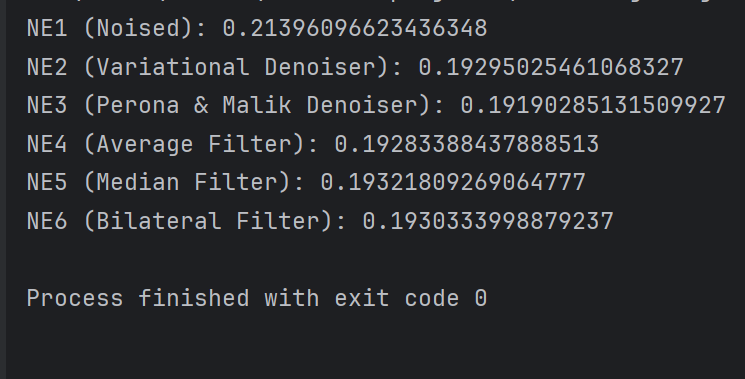 NE1 (Noised): 0.21396096623436348
NE2 (Variational Denoiser): 0.19295025461068327
NE3 (Perona & Malik Denoiser): 0.19190285131509927
NE4 (Average Filter): 0.19283388437888513
NE5 (Median Filter): 0.19321809269064777
NE6 (Bilateral Filter): 0.1930333998879237
Process finished with exit code 0